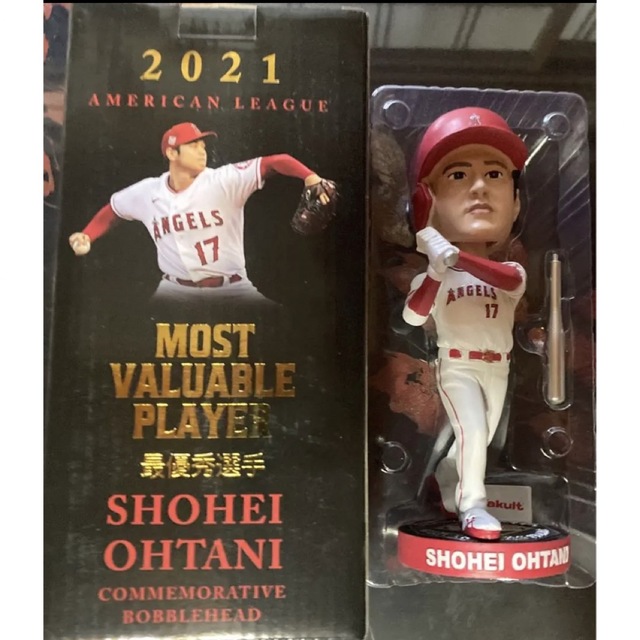 2021
AMERICAN LEAGUE
ANGELS
17
MOST
VALUABLE
PLAYER
最優秀選手
SHOHEI
OHTANI
COMMEMORATIVE
BOBBLEHEAD
A
ANGELS
17
akult
SHOHEI OHTANI